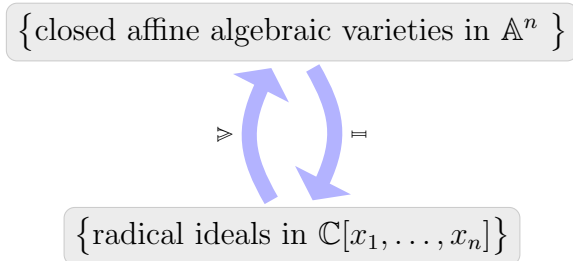 {closed affine algebraic varieties in 𝔸ⁿ }
𝕍 𝕀
{radical ideals in ℂ[x₁, . . . , xₙ]}